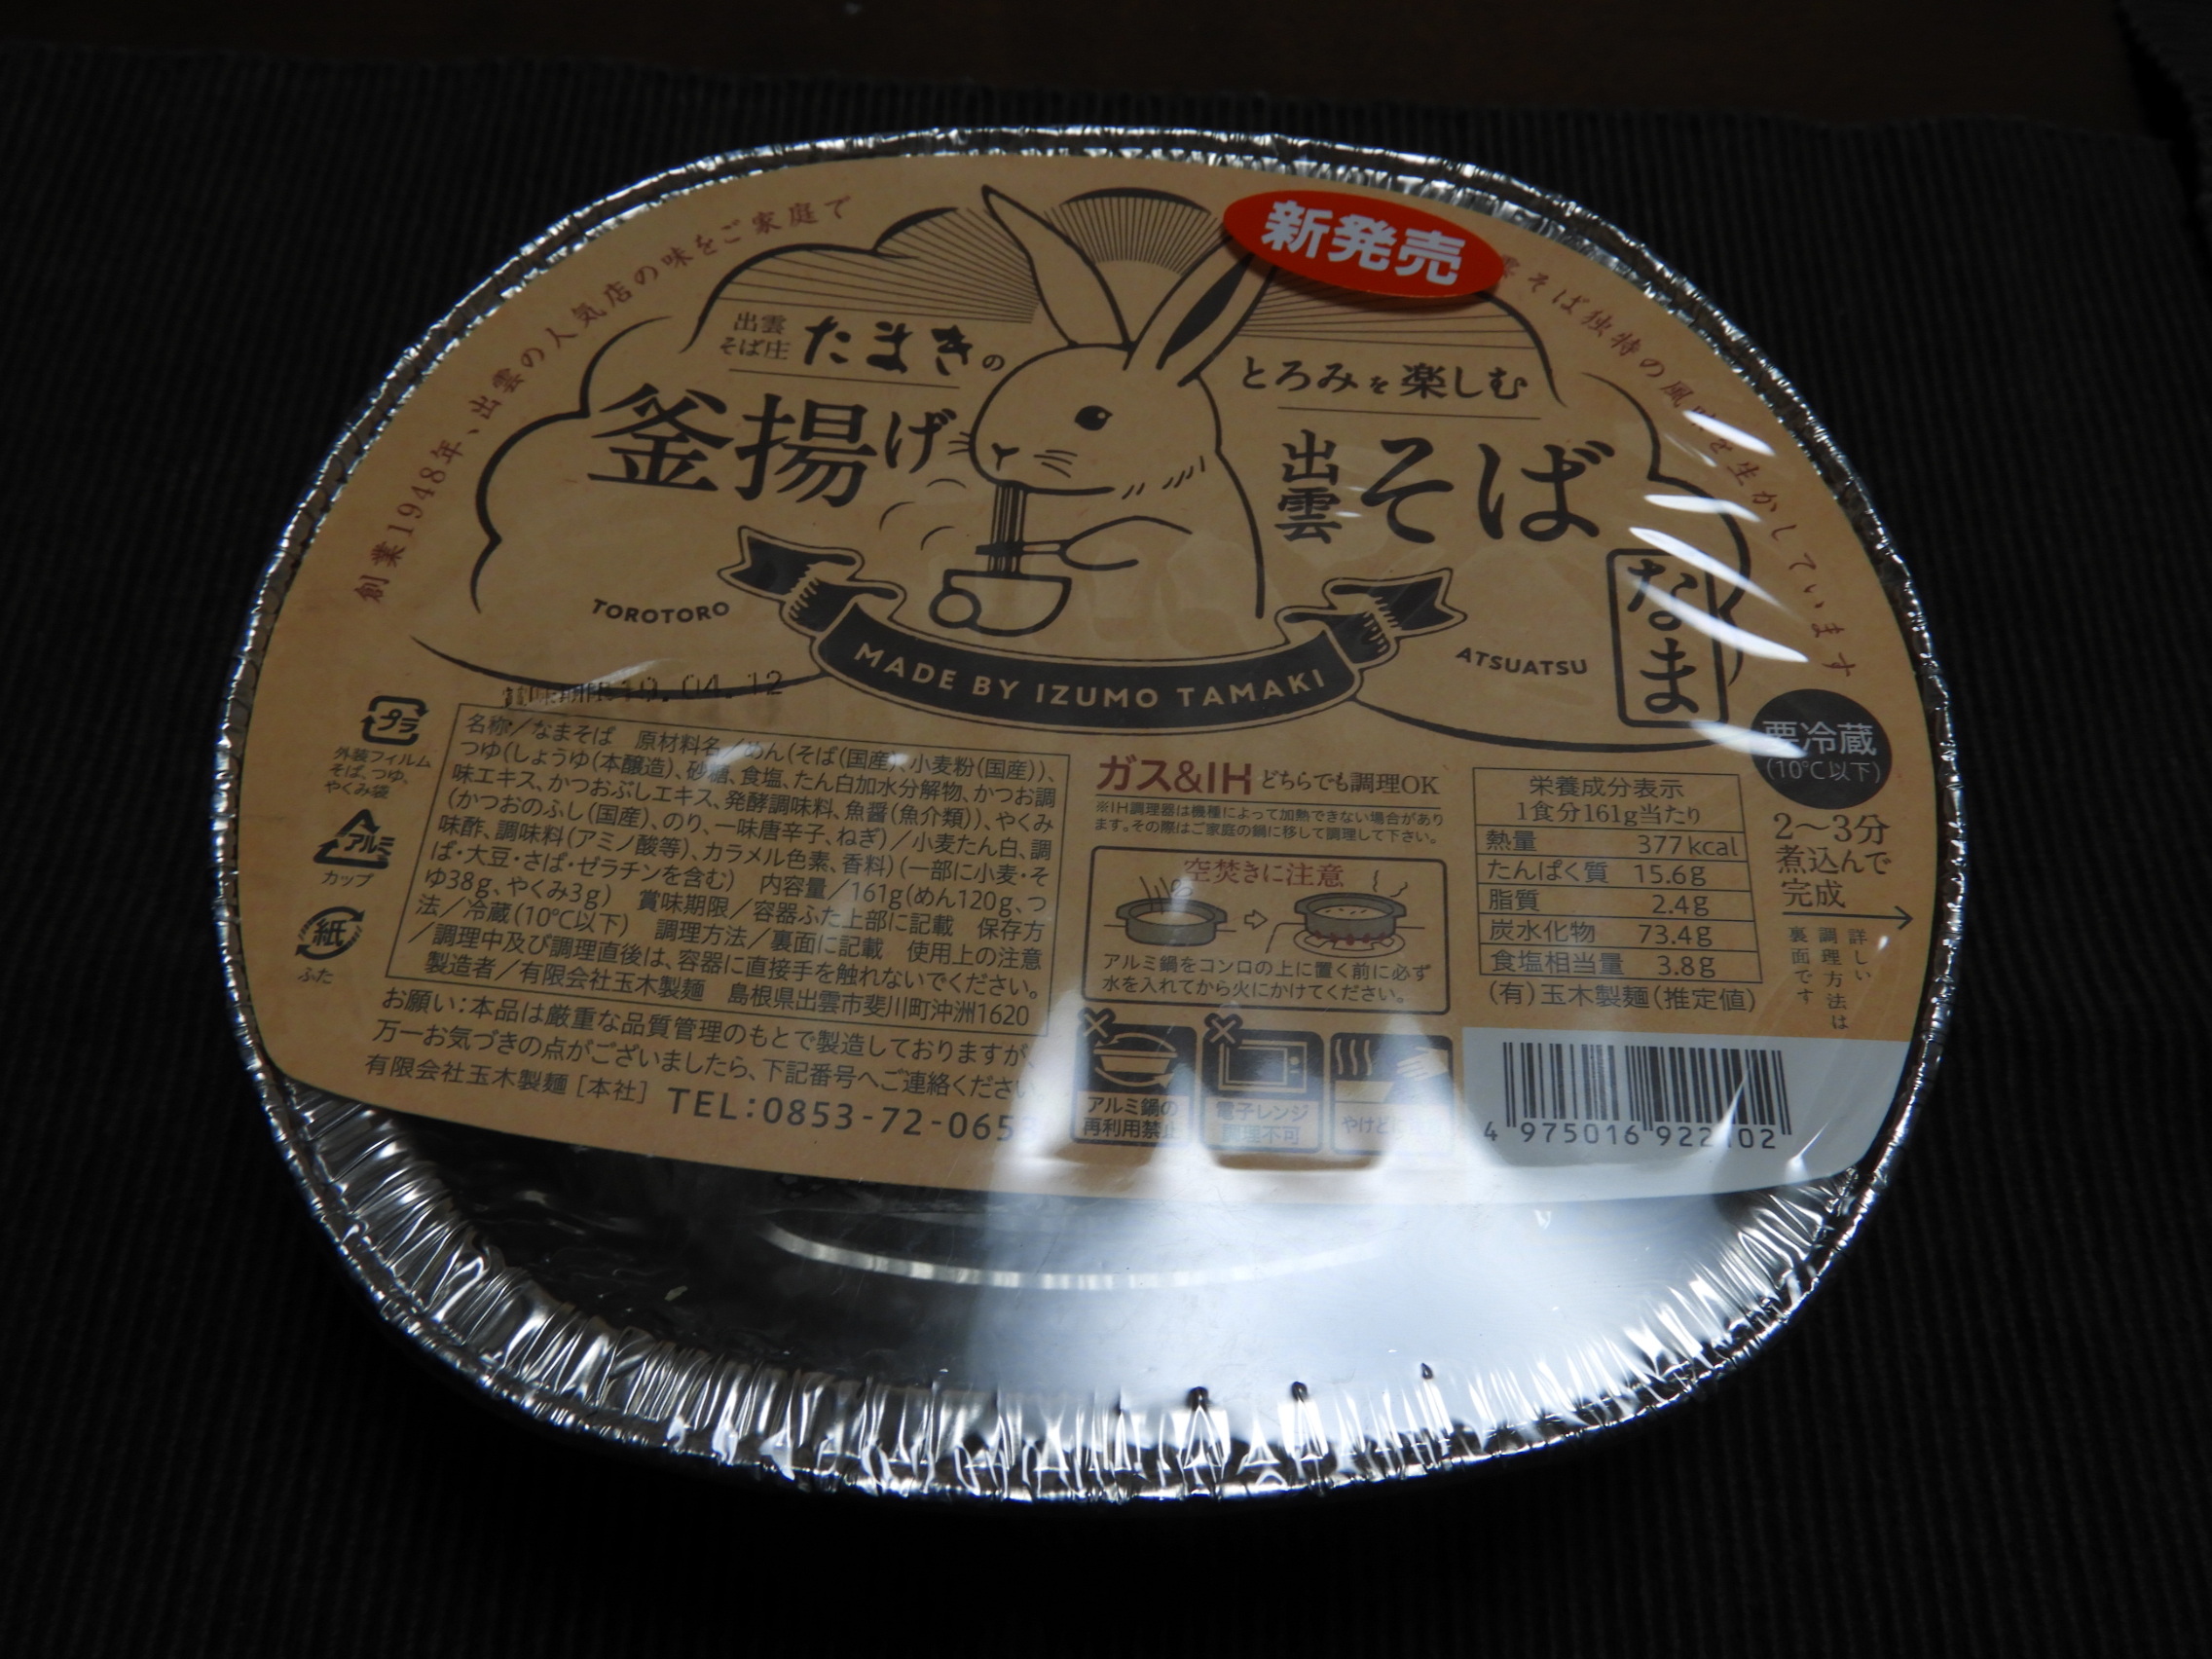 創業1948年、出雲の人気店の味をご家庭で
新発売
そば独特の風味を生かしています
出雲
そば庄
たまきの
釜揚げ
とろみを楽しむ
出雲そば
なま
TOROTORO
MADE BY IZUMO TAMAKI
ATSUATSU
賞味期限19.04.12
プラ
外装フィルム
そば、つゆ、
やくみ袋
アルミ
カップ
紙
ふた
名称/なまそば 原材料名/めん(そば(国産)、小麦粉(国産))、
つゆ(しょうゆ(本醸造)、砂糖、食塩、たん白加水分解物、かつお調
味エキス、かつおぶしエキス、発酵調味料、魚醤(魚介類))、やくみ
(かつおのふし(国産)、のり、一味唐辛子、ねぎ)/小麦たん白、調
味酢、調味料(アミノ酸等)、カラメル色素、香料)(一部に小麦・そ
ば・大豆・さば・ゼラチンを含む) 内容量/161g(めん120g、つ
ゆ38g、やくみ3g) 賞味期限/容器ふた上部に記載 保存方
法/冷蔵(10℃以下) 調理方法/裏面に記載 使用上の注意
/調理中及び調理直後は、容器に直接手を触れないでください。
製造者/有限会社玉木製麺 島根県出雲市斐川町沖洲1620
お願い:本品は厳重な品質管理のもとで製造しておりますが、
万一お気づきの点がございましたら、下記番号へご連絡ください
有限会社玉木製麺[本社] TEL:0853-72-065
ガス&IH どちらでも調理OK
※IH調理器は機種によって加熱できない場合があり
ます。その際はご家庭の鍋に移して調理して下さい。
空焚きに注意
アルミ鍋をコンロの上に置く前に必ず
水を入れてから火にかけてください。
アルミ鍋の
再利用禁止
電子レンジ
調理不可
やけど
栄養成分表示
1食分161g当たり
熱量 377kcal
たんぱく質 15.6g
脂質 2.4g
炭水化物 73.4g
食塩相当量 3.8g
(有)玉木製麺(推定値)
要冷蔵
(10℃以下)
2〜3分
煮込んで
完成
詳しい
調理方法は
裏面です
4 975016 922102